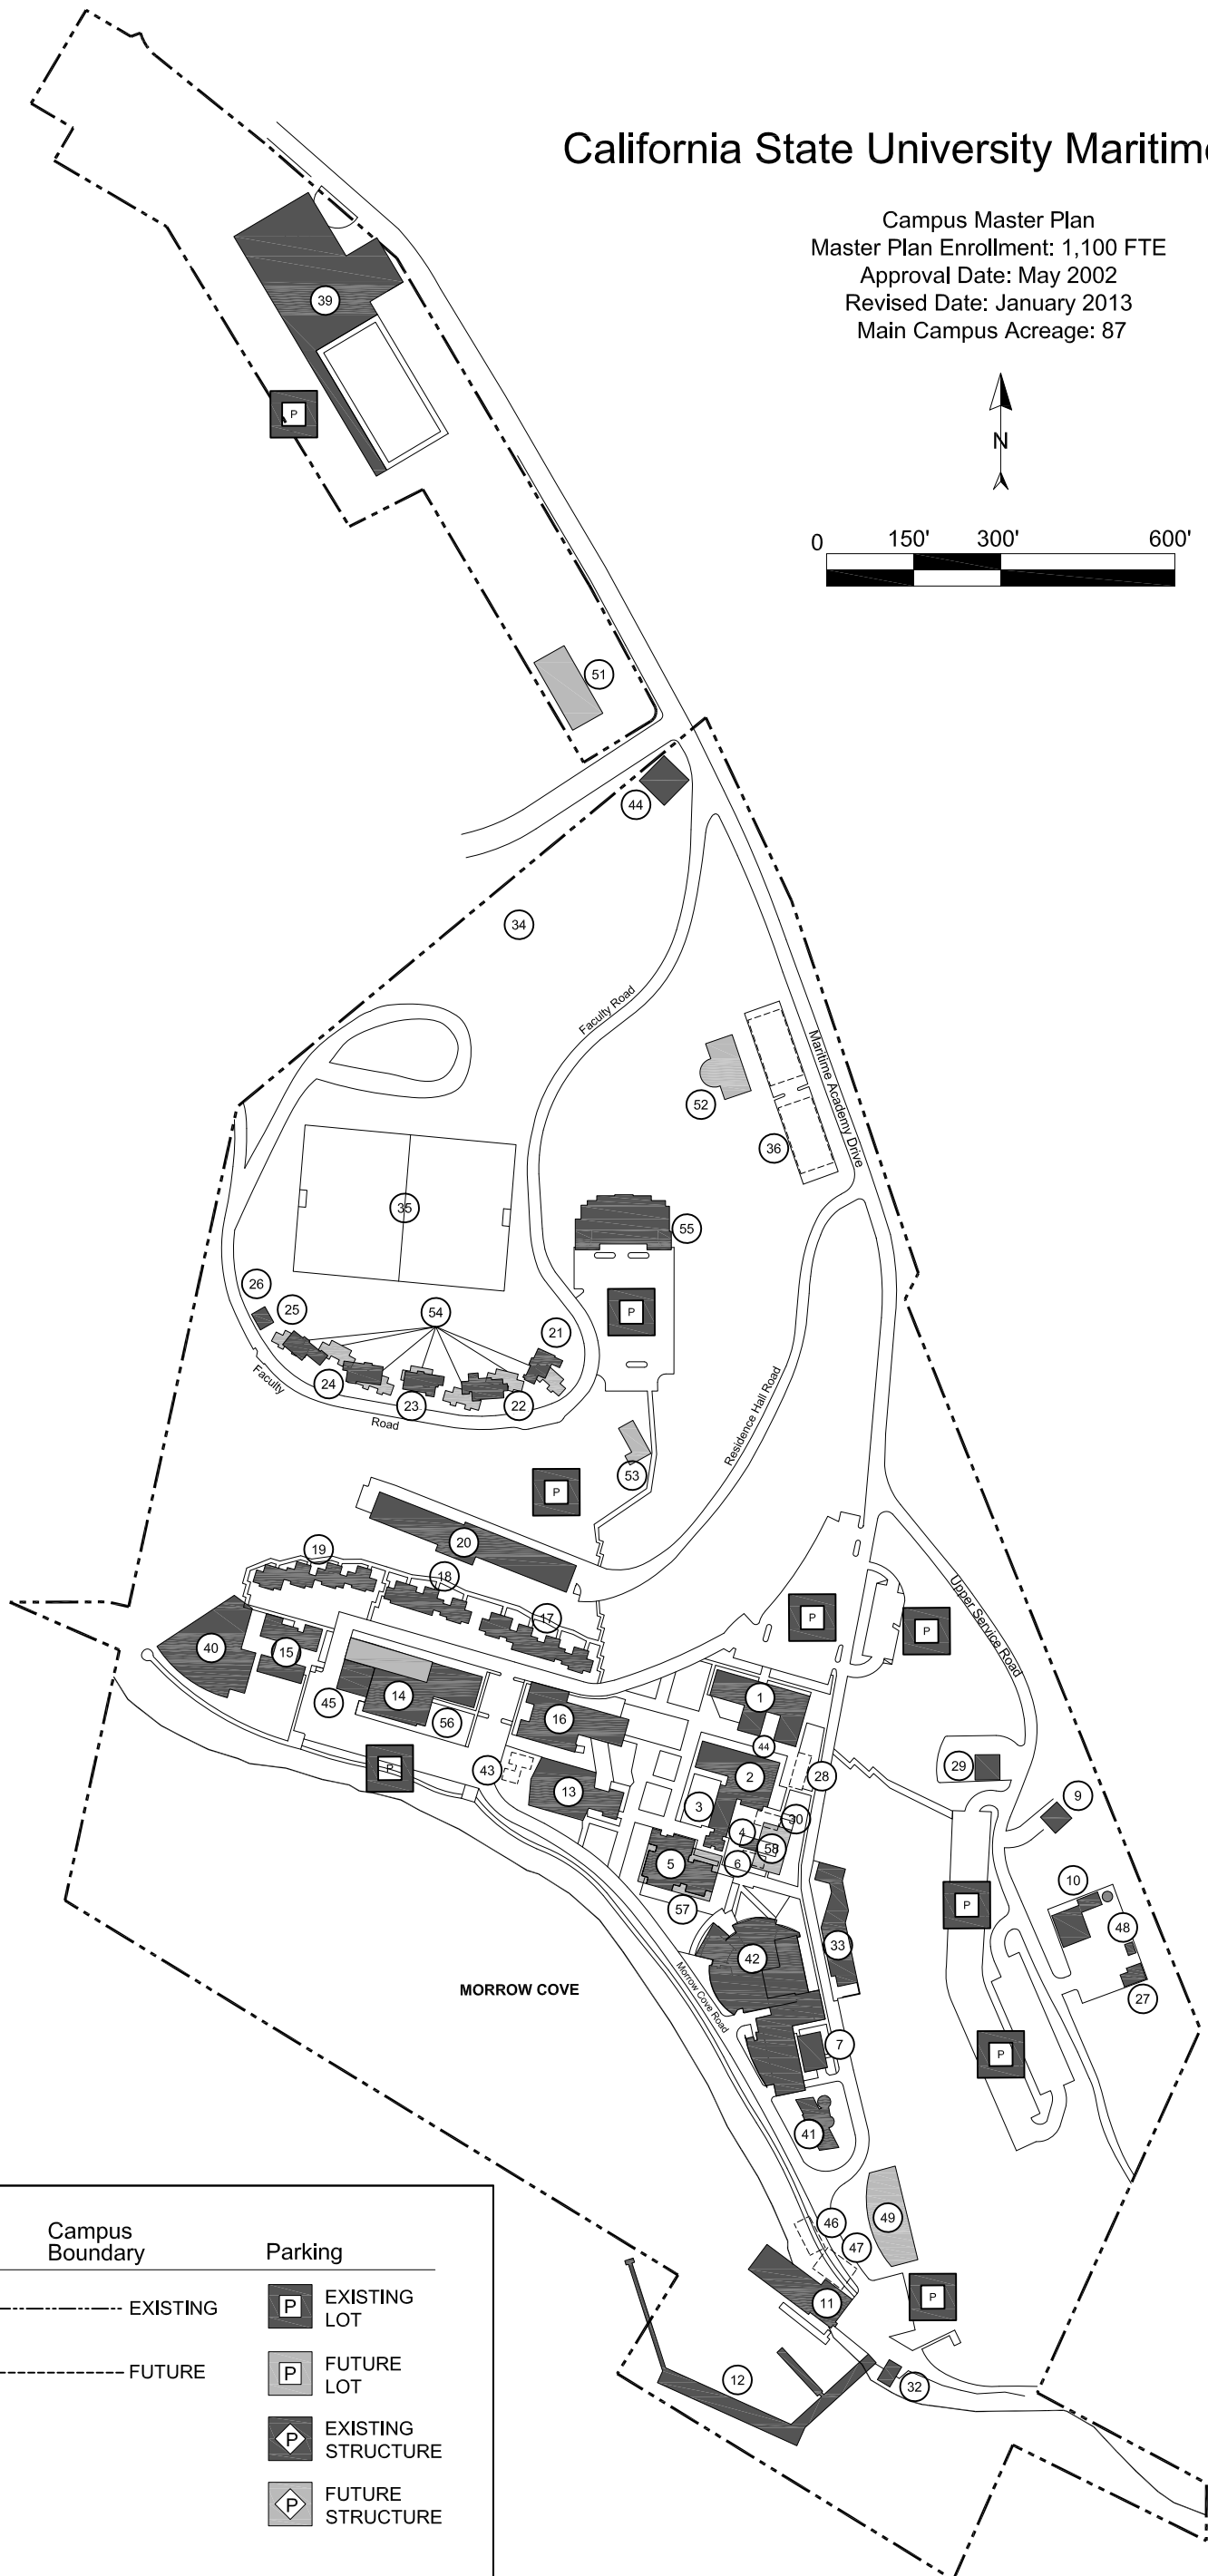 California State University Maritime
Campus Master Plan
Master Plan Enrollment: 1,100 FTE
Approval Date: May 2002
Revised Date: January 2013
Main Campus Acreage: 87
N
0 150' 300' 600'
39
P
51
44
34
Faculty Road
52
Maritime Academy Drive
36
35
55
26
25
54
21
P
24
23
22
Faculty
Road
Residence Hall Road
53
P
20
19
18
17
P
P
Upper Service Road
40
15
45
14
56
16
1
44
43
P
13
2
28
29
9
3
30
4
58
5
6
57
10
P
48
33
42
27
MORROW COVE
Morrow Cove Road
7
P
41
46
49
47
11
P
12
32
Campus
Boundary
EXISTING
FUTURE
Parking
P EXISTING
LOT
P FUTURE
LOT
P EXISTING
STRUCTURE
P FUTURE
STRUCTURE